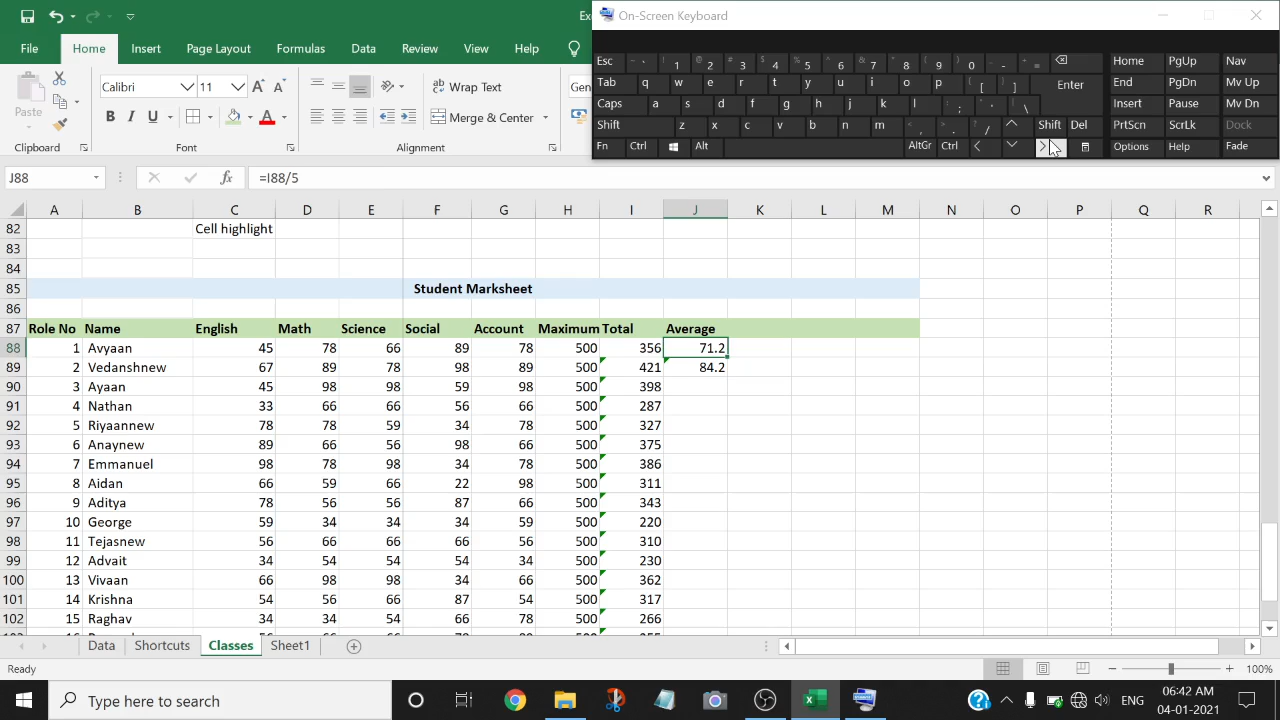 Exc
On-Screen Keyboard
File Home Insert Page Layout Formulas Data Review View Help
Esc ~ ` ! 1 @ 2 # 3 $ 4 % 5 ^ 6 & 7 * 8 ( 9 ) 0 _ - + = Home PgUp Nav
Tab q w e r t y u i o p { [ } ] Enter End PgDn Mv Up
Caps a s d f g h j k l : ; " ' | \ Insert Pause Mv Dn
Shift z x c v b n m < , > . ? / Shift Del PrtScn ScrLk Dock
Fn Ctrl Alt AltGr Ctrl Options Help Fade
Paste
Calibri 11
B I U A
Wrap Text
Merge & Center
Gen
Clipboard Font Alignment
J88 fx =I88/5
A B C D E F G H I J K L M N O P Q R
82 Cell highlight
83
84
85 Student Marksheet
86
87 Role No Name English Math Science Social Account Maximum Total Average
88 1 Avyaan 45 78 66 89 78 500 356 71.2
89 2 Vedanshnew 67 89 78 98 89 500 421 84.2
90 3 Ayaan 45 98 98 59 98 500 398
91 4 Nathan 33 66 66 56 66 500 287
92 5 Riyaannew 78 78 59 34 78 500 327
93 6 Anaynew 89 66 56 98 66 500 375
94 7 Emmanuel 98 78 98 34 78 500 386
95 8 Aidan 66 59 66 22 98 500 311
96 9 Aditya 78 56 56 87 66 500 343
97 10 George 59 34 34 34 59 500 220
98 11 Tejasnew 56 66 66 66 56 500 310
99 12 Advait 34 54 54 54 34 500 230
100 13 Vivaan 66 98 98 34 66 500 362
101 14 Krishna 54 56 66 87 54 500 317
102 15 Raghav 34 34 54 66 78 500 266
Data Shortcuts Classes Sheet1
Ready 100%
Type here to search
ENG
06:42 AM
04-01-2021